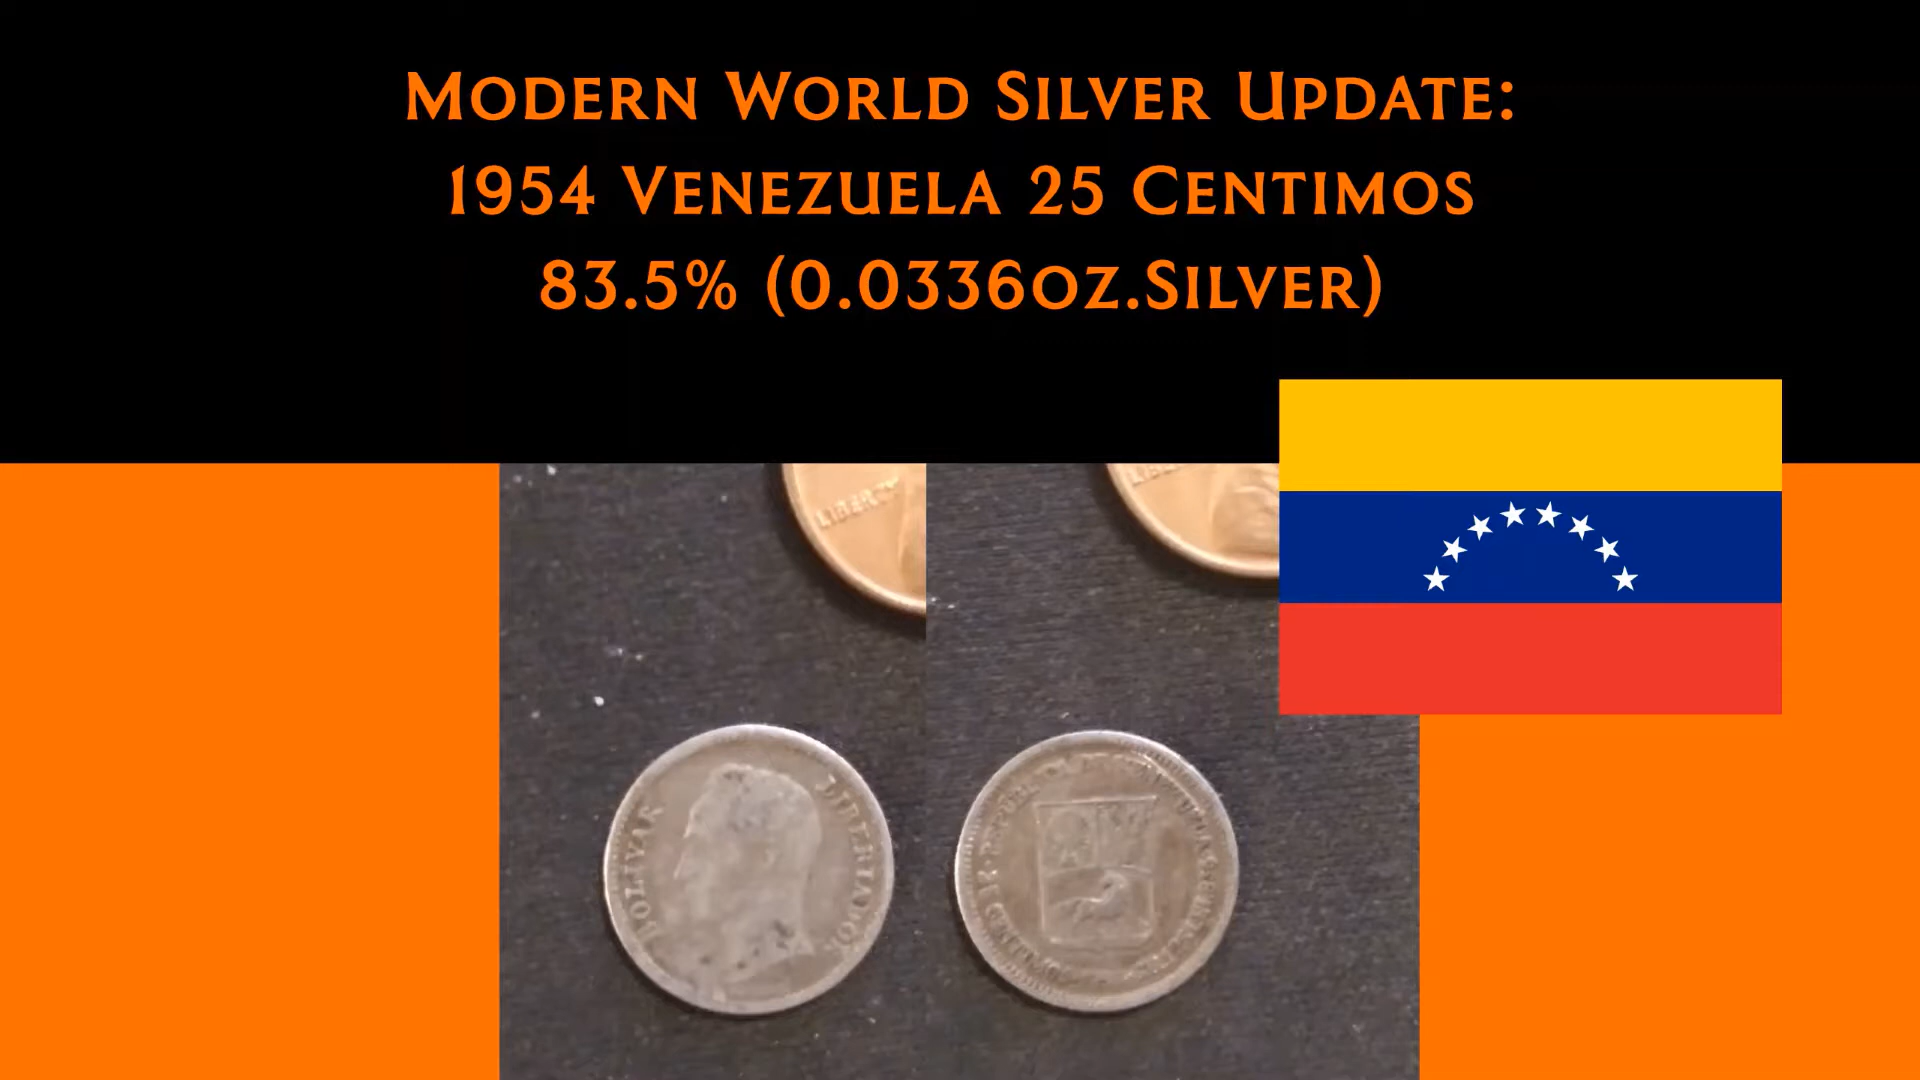 Modern World Silver Update:
1954 Venezuela 25 Centimos
83.5% (0.0336oz.Silver)
LIBERTY
BOLIVAR
LIBERTADOR